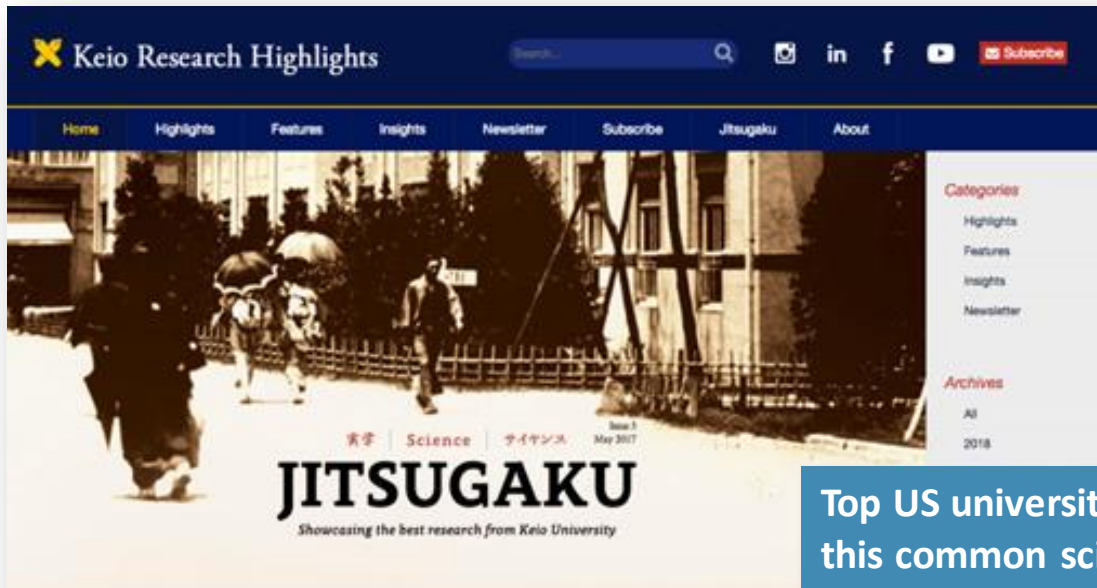 Keio Research Highlights
Search...
Subscribe
Home Highlights Features Insights Newsletter Subscribe Jitsugaku About
Categories
Highlights
Features
Insights
Newsletter
Archives
All
2018
実学 Science サイヤンス
Issue 3
May 2017
JITSUGAKU
Showcasing the best research from Keio University
Top US universit
this common sci